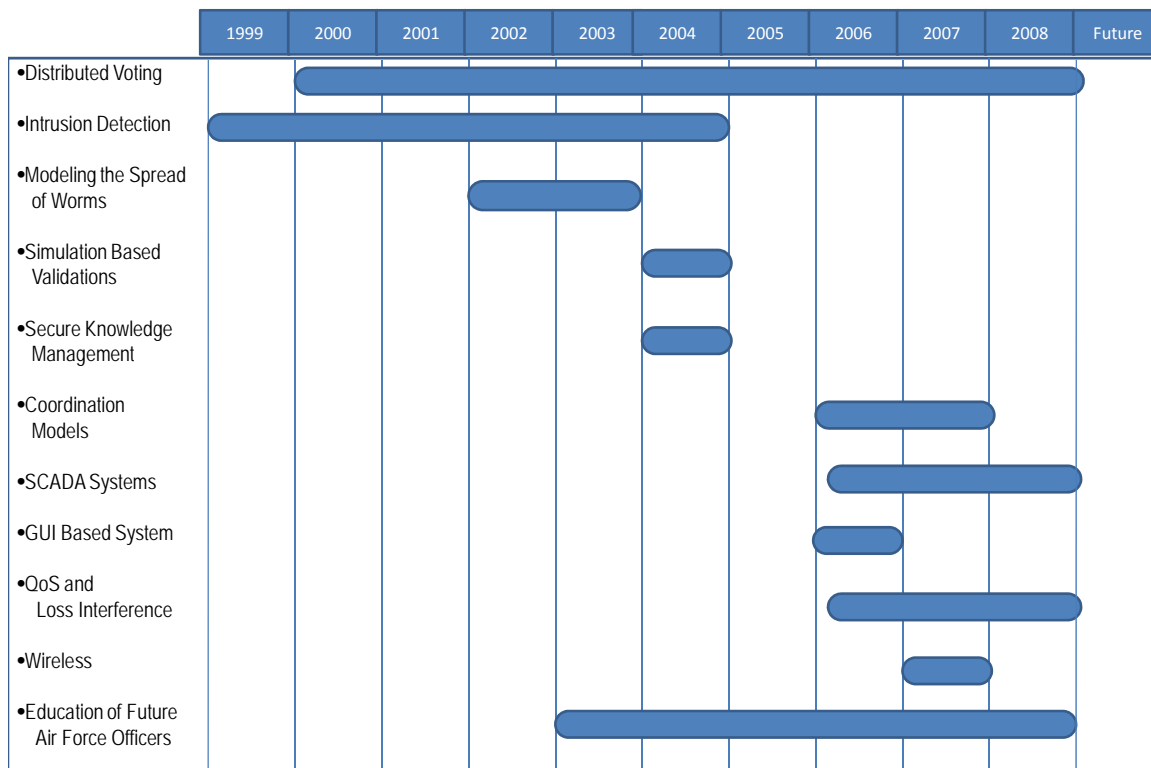 1999 2000 2001 2002 2003 2004 2005 2006 2007 2008 Future
•Distributed Voting
•Intrusion Detection
•Modeling the Spread
of Worms
•Simulation Based
Validations
•Secure Knowledge
Management
•Coordination
Models
•SCADA Systems
•GUI Based System
•QoS and
Loss Interference
•Wireless
•Education of Future
Air Force Officers